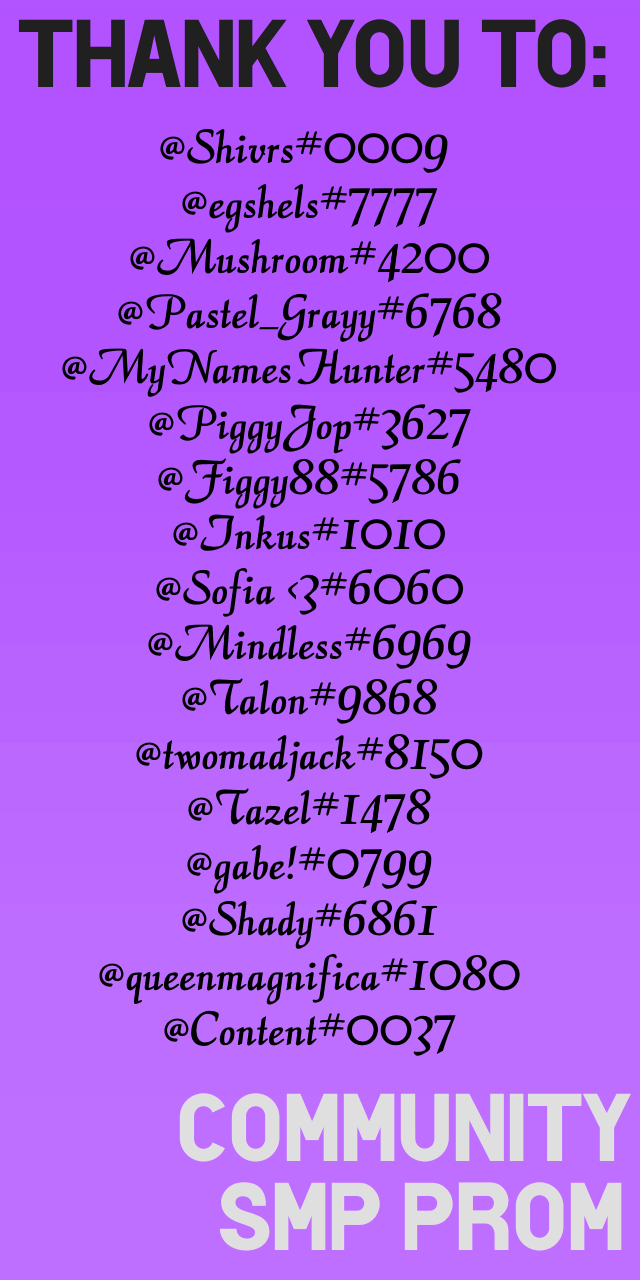 THANK YOU TO:
@Shivrs#0009
@egshels#7777
@Mushroom#4200
@Pastel_Grayy#6768
@MyNamesHunter#5480
@PiggyJop#3627
@Figgy88#5786
@Inkus#1010
@Sofia <3#6060
@Mindless#6969
@Talon#9868
@twomadjack#8150
@Tazel#1478
@gabe!#0799
@Shady#6861
@queenmagnifica#1080
@Content#0037
COMMUNITY
SMP PROM